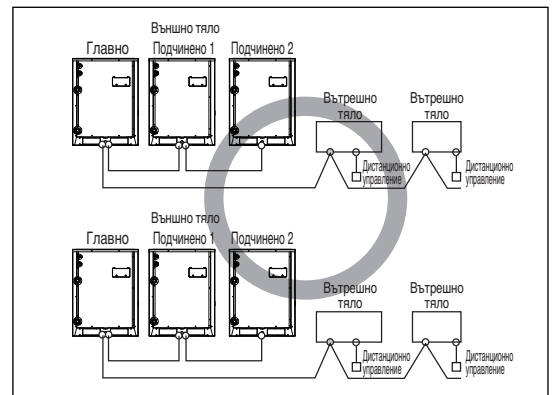 Външно тяло
Главно Подчинено 1 Подчинено 2
Вътрешно
тяло
Вътрешно
тяло
Дистанционно
управление
Дистанционно
управление
Външно тяло
Главно Подчинено 1 Подчинено 2
Вътрешно
тяло
Вътрешно
тяло
Дистанционно
управление
Дистанционно
управление